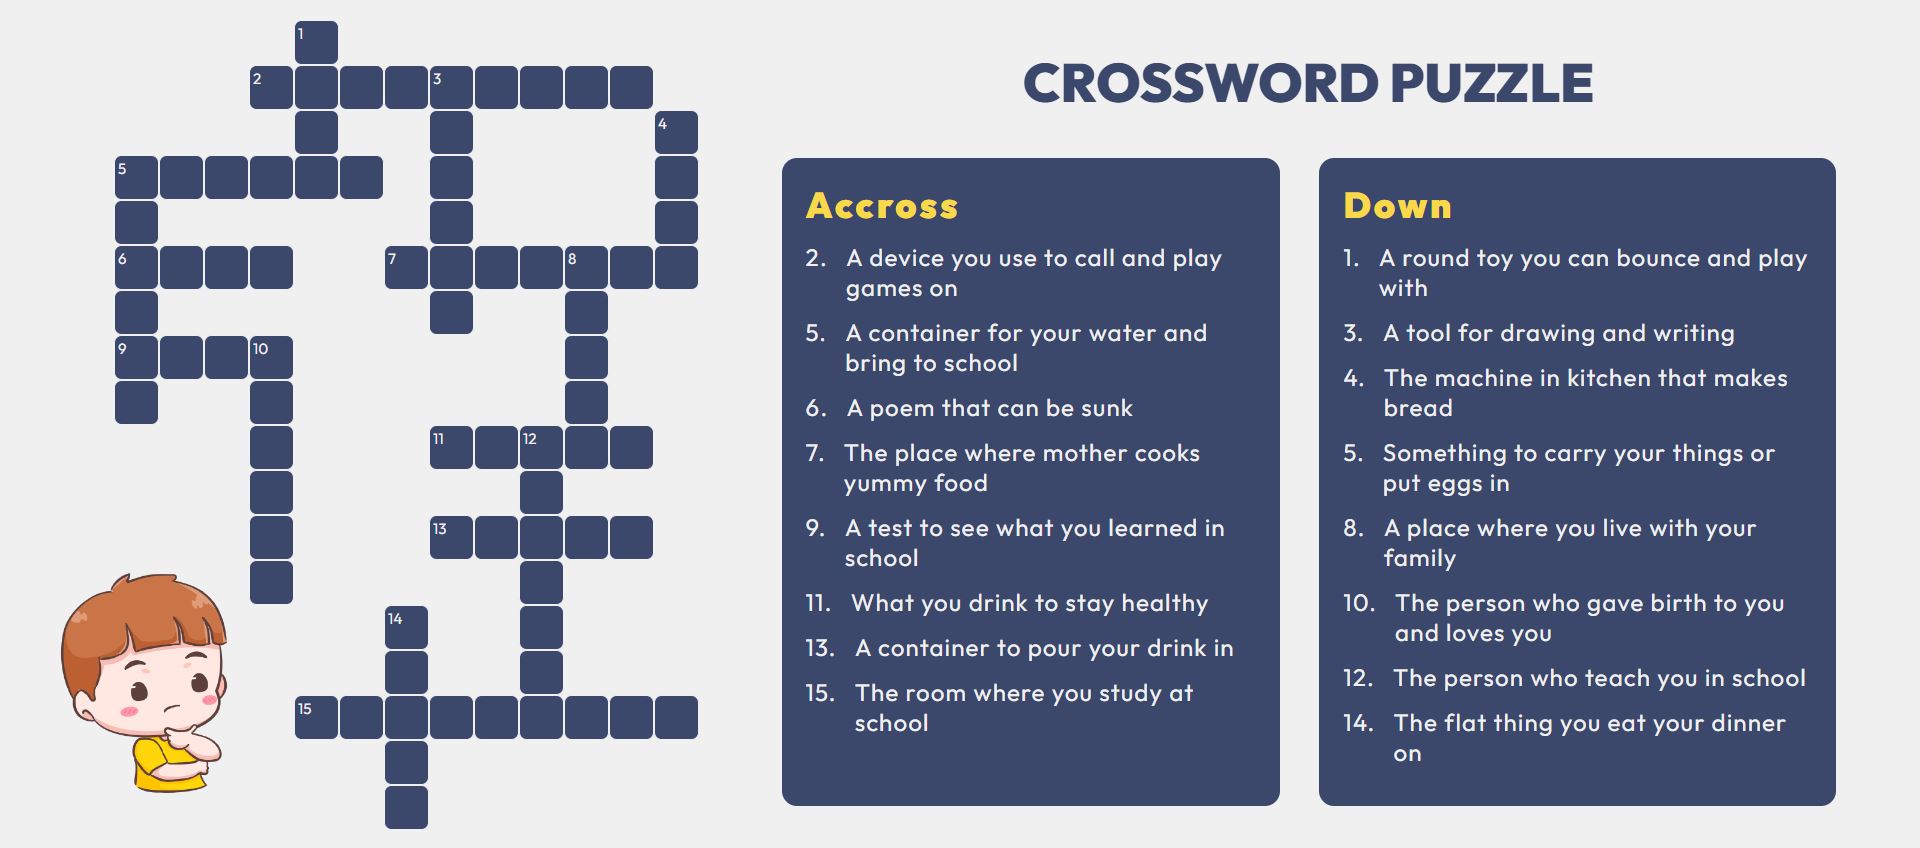 1
2
3
4
5
6
7
8
9
10
11
12
13
14
15
CROSSWORD PUZZLE
Accross
2. A device you use to call and play
games on
5. A container for your water and
bring to school
6. A poem that can be sunk
7. The place where mother cooks
yummy food
9. A test to see what you learned in
school
11. What you drink to stay healthy
13. A container to pour your drink in
15. The room where you study at
school
Down
1. A round toy you can bounce and play
with
3. A tool for drawing and writing
4. The machine in kitchen that makes
bread
5. Something to carry your things or
put eggs in
8. A place where you live with your
family
10. The person who gave birth to you
and loves you
12. The person who teach you in school
14. The flat thing you eat your dinner
on